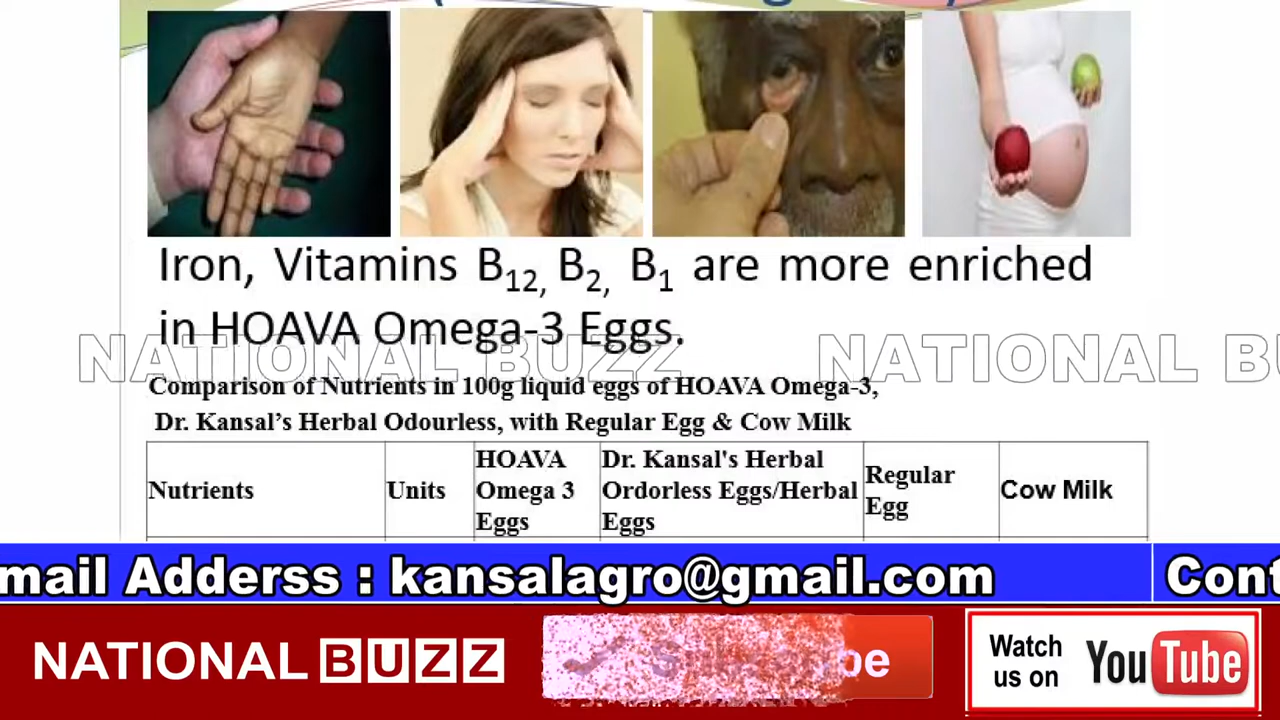 Iron, Vitamins B12, B2, B1 are more enriched
in HOAVA Omega-3 Eggs.
NATIONAL BUZZ NATIONAL BU
Comparison of Nutrients in 100g liquid eggs of HOAVA Omega-3,
Dr. Kansal's Herbal Odourless, with Regular Egg & Cow Milk
Nutrients
Units
HOAVA
Omega 3
Eggs
Dr. Kansal's Herbal
Ordorless Eggs/Herbal
Eggs
Regular
Egg
Cow Milk
mail Adderss : kansalagro@gmail.com
Cont
NATIONAL BUZZ
be
Watch
us on
YouTube